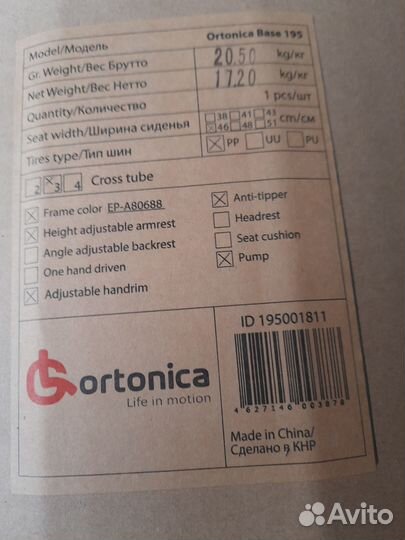 Model/Модель Ortonica Base 195
Gr. Weight/Вес Брутто 20.50 kg/кг
Net Weight/Вес Нетто 17.20 kg/кг
Quantity/Количество 1 pcs/шт
Seat width/Ширина сиденья 38 41 43 46 48 51 cm/см
Tires type/Тип шин PP UU PU
2 3 4 Cross tube
Frame color EP-A80688
Height adjustable armrest
Angle adjustable backrest
One hand driven
Adjustable handrim
Anti-tipper
Headrest
Seat cushion
Pump
ortonica
Life in motion
ID 195001811
4 627146 003878
Made in China/
Сделано в КНР
Avito